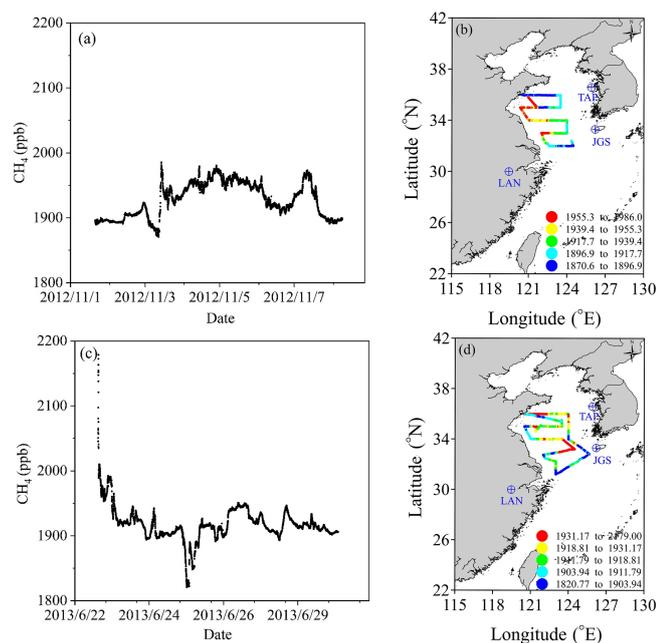 (a)
2200
2100
2000
1900
1800
CH4 (ppb)
2012/11/1 2012/11/3 2012/11/5 2012/11/7
Date
(b)
42
38
34
30
26
22
Latitude (°N)
N
TAP
JGS
LAN
1955.3 to 1986.0
1939.4 to 1955.3
1917.7 to 1939.4
1896.9 to 1917.7
1870.6 to 1896.9
115 118 121 124 127 130
Longitude (°E)
(c)
2200
2100
2000
1900
1800
CH4 (ppb)
2013/6/22 2013/6/24 2013/6/26 2013/6/29
Date
(d)
42
38
34
30
26
22
Latitude (°N)
N
TAP
JGS
LAN
1931.17 to 2179.00
1918.81 to 1931.17
1911.79 to 1918.81
1903.94 to 1911.79
1820.77 to 1903.94
115 118 121 124 127 130
Longitude (°E)